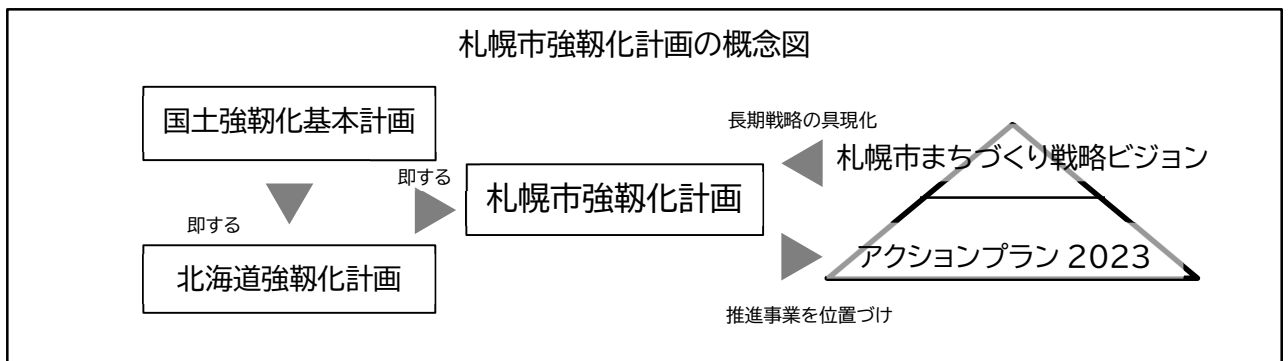 札幌市強靱化計画の概念図
国土強靱化基本計画
即する
北海道強靱化計画
即する
札幌市強靱化計画
長期戦略の具現化
札幌市まちづくり戦略ビジョン
アクションプラン 2023
推進事業を位置づけ